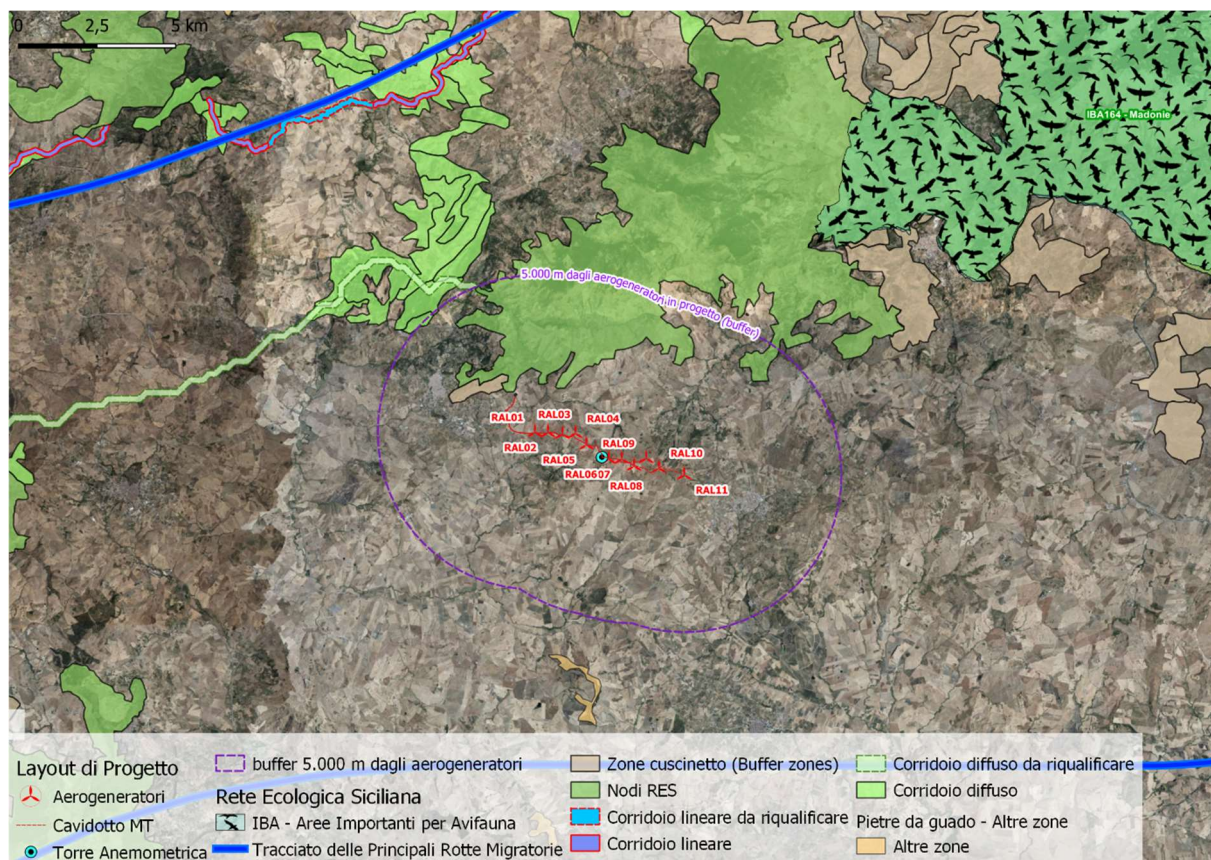 0 2,5 5 km
IBA164 - Madonie
5.000 m dagli aerogeneratori in progetto (buffer)
RAL01
RAL03
RAL04
RAL02
RAL09
RAL05
RAL10
RAL0607
RAL08
RAL11
Layout di Progetto
Aerogeneratori
Cavidotto MT
Torre Anemometrica
buffer 5.000 m dagli aerogeneratori
Rete Ecologica Siciliana
IBA - Aree Importanti per Avifauna
Tracciato delle Principali Rotte Migratorie
Zone cuscinetto (Buffer zones)
Nodi RES
Corridoio lineare da riqualificare
Corridoio lineare
Corridoio diffuso da riqualificare
Corridoio diffuso
Pietre da guado - Altre zone
Altre zone